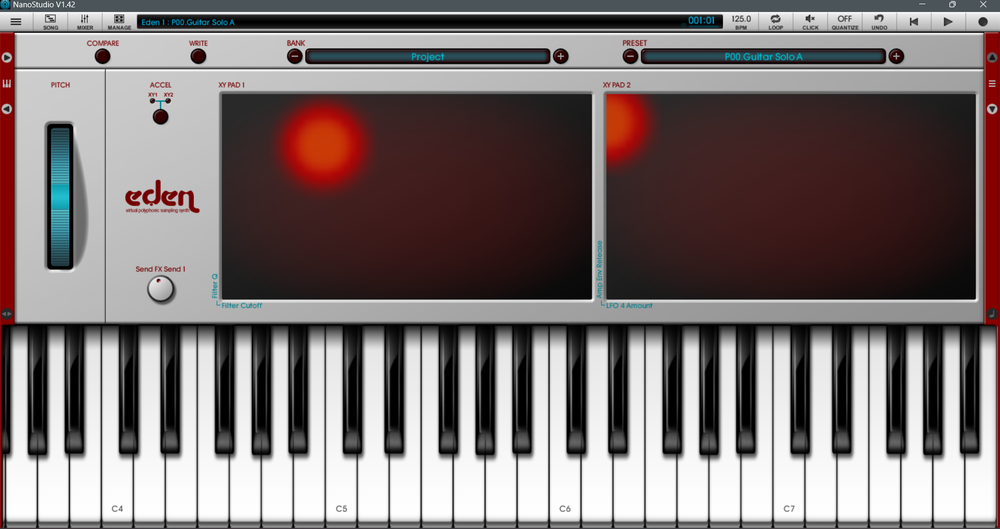 NanoStudio V1.42
SONG
MIXER
MANAGE
Eden 1 : P00.Guitar Solo A
001:01
125.0
BPM
LOOP
CLICK
OFF
QUANTIZE
UNDO
COMPARE
WRITE
BANK
Project
PRESET
P00.Guitar Solo A
PITCH
ACCEL
XY1 XY2
XY PAD 1
XY PAD 2
eden
virtual polyphonic sampling synth
Send FX Send 1
Filter Q
Filter Cutoff
Amp Env Release
LFO 4 Amount
C4
C5
C6
C7